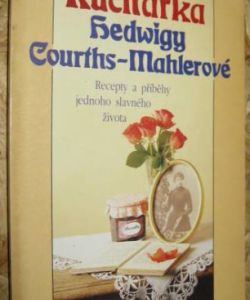 Kuchařka
Hedwigy
Courths-Mahlerové
Recepty a příběhy
jednoho slavného
života